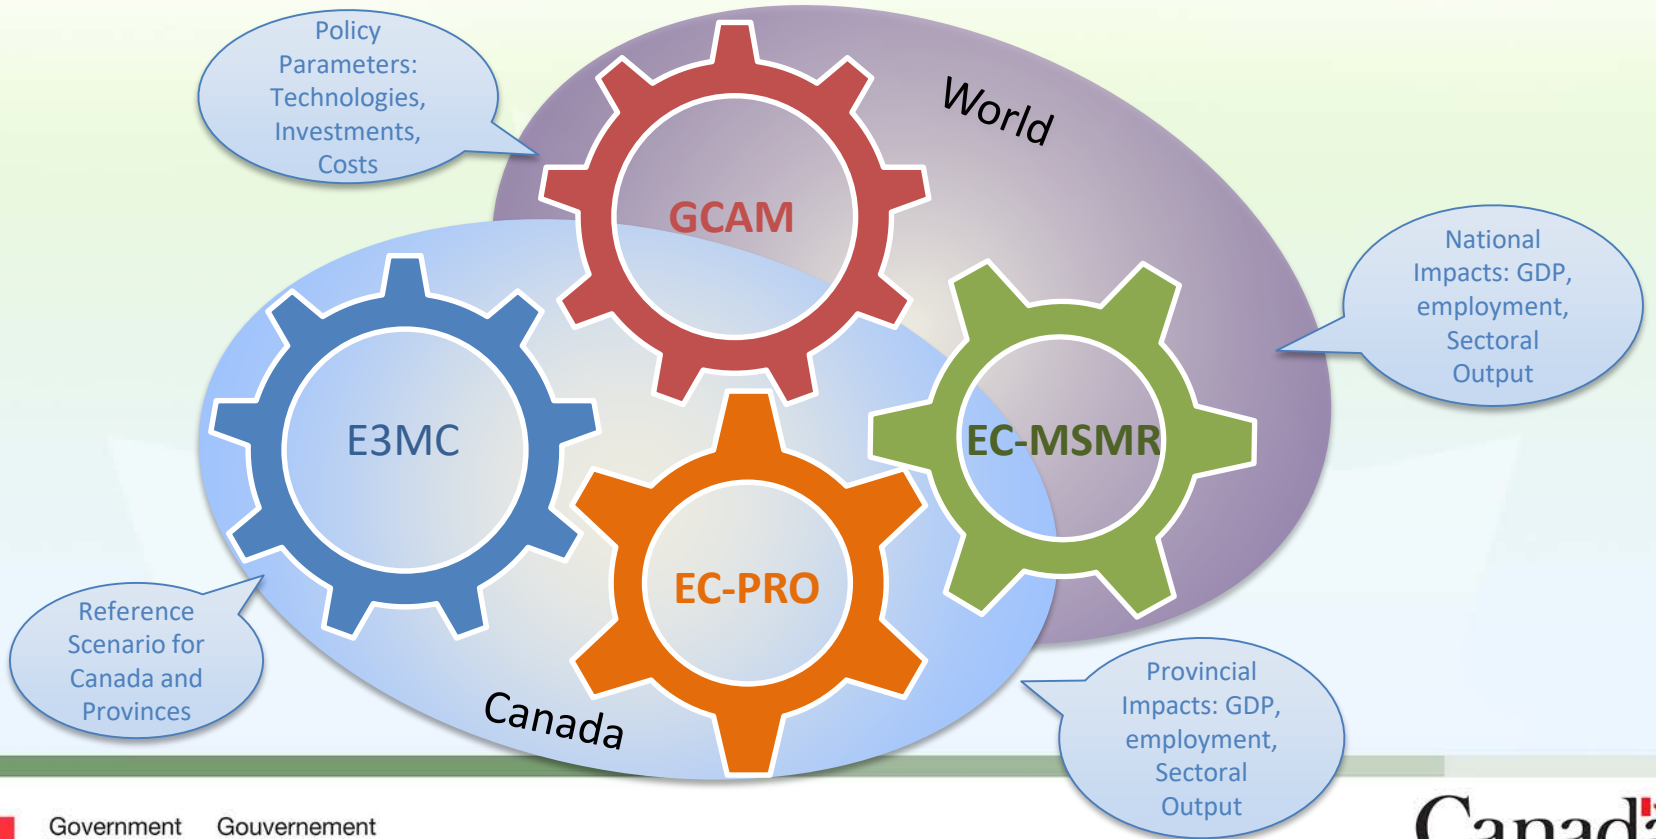 Policy
Parameters:
Technologies,
Investments,
Costs
World
GCAM
National
Impacts: GDP,
employment,
Sectoral
Output
E3MC
EC-MSMR
EC-PRO
Reference
Scenario for
Canada and
Provinces
Canada
Provincial
Impacts: GDP,
employment,
Sectoral
Output
Government
Gouvernement
Canada